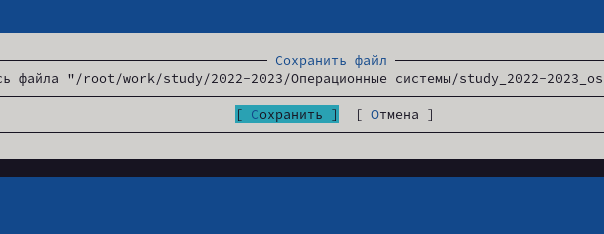 Сохранить файл
файла "/root/work/study/2022-2023/Операционные системы/study_2022-2023_os
[ Сохранить ] [ Отмена ]